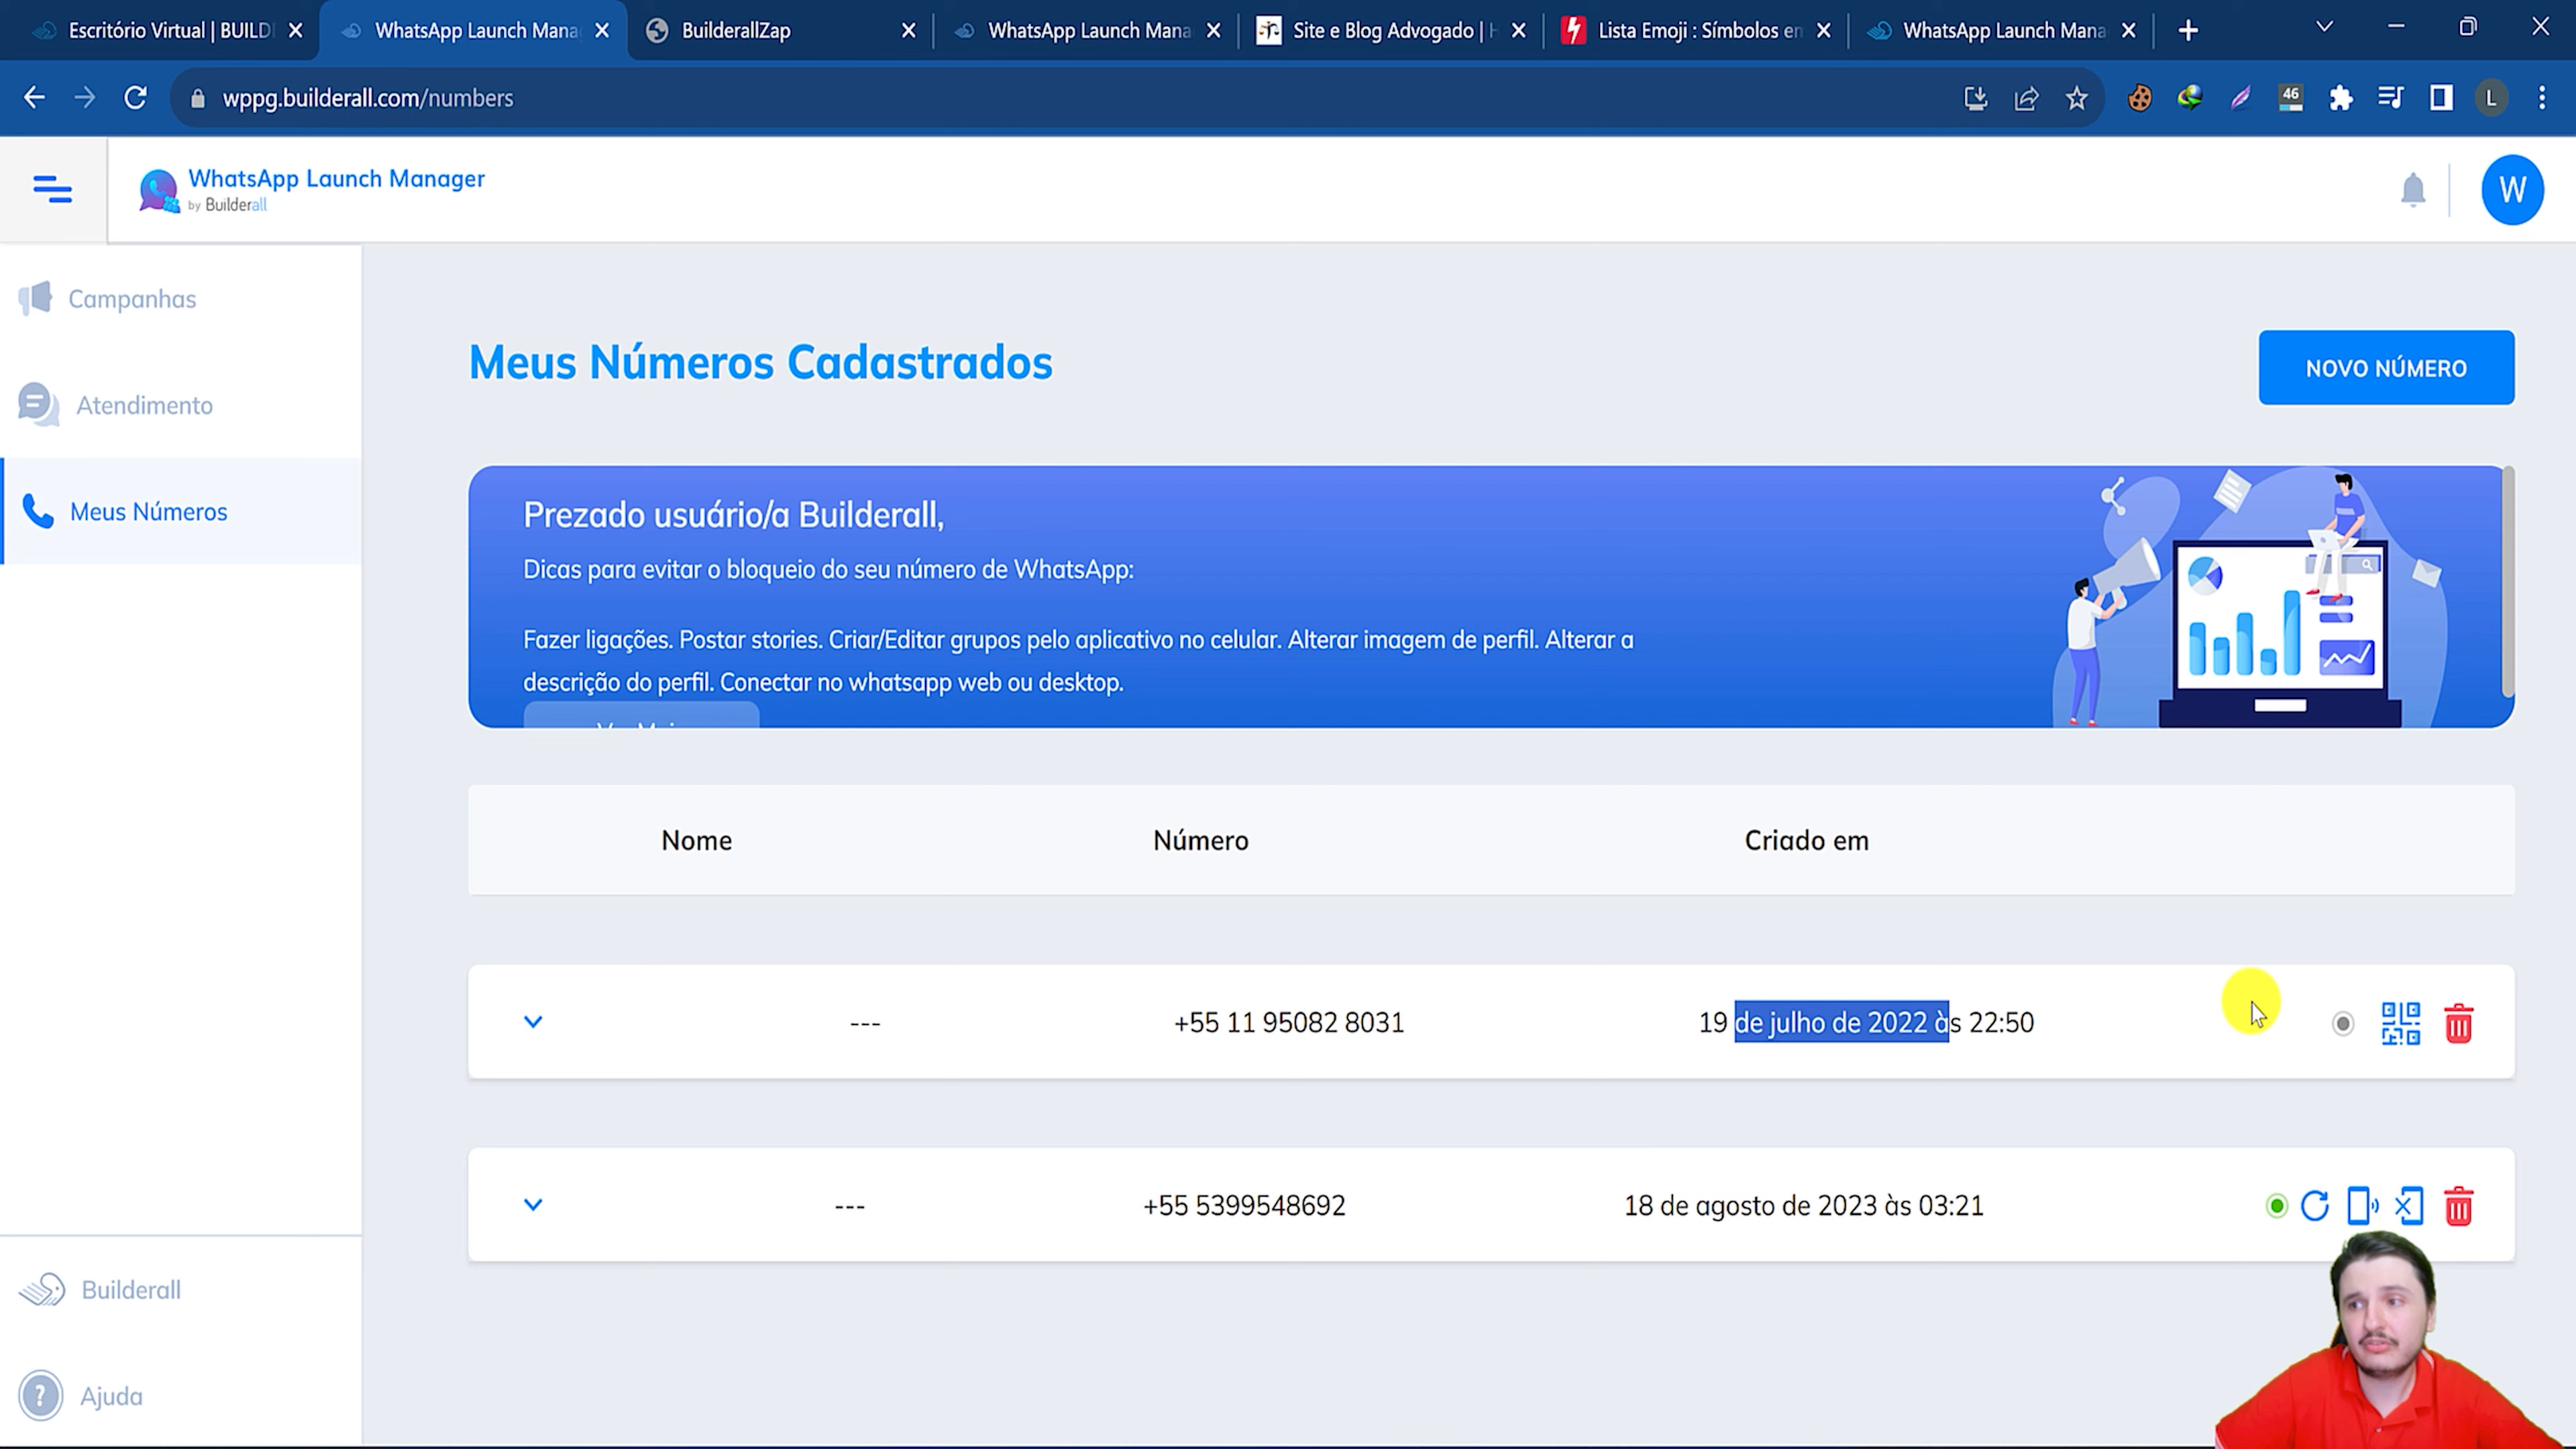 Escritório Virtual | BUILD
WhatsApp Launch Mana
BuilderallZap
WhatsApp Launch Mana
Site e Blog Advogado |
Lista Emoji : Símbolos em
WhatsApp Launch Mana
wppg.builderall.com/numbers
46
L
WhatsApp Launch Manager
by Builderall
W
Campanhas
Atendimento
Meus Números
Builderall
Ajuda
Meus Números Cadastrados
NOVO NÚMERO
Prezado usuário/a Builderall,
Dicas para evitar o bloqueio do seu número de WhatsApp:
Fazer ligações. Postar stories. Criar/Editar grupos pelo aplicativo no celular. Alterar imagem de perfil. Alterar a
descrição do perfil. Conectar no whatsapp web ou desktop.
Nome Número Criado em
--- +55 11 95082 8031 19 de julho de 2022 às 22:50
--- +55 5399548692 18 de agosto de 2023 às 03:21